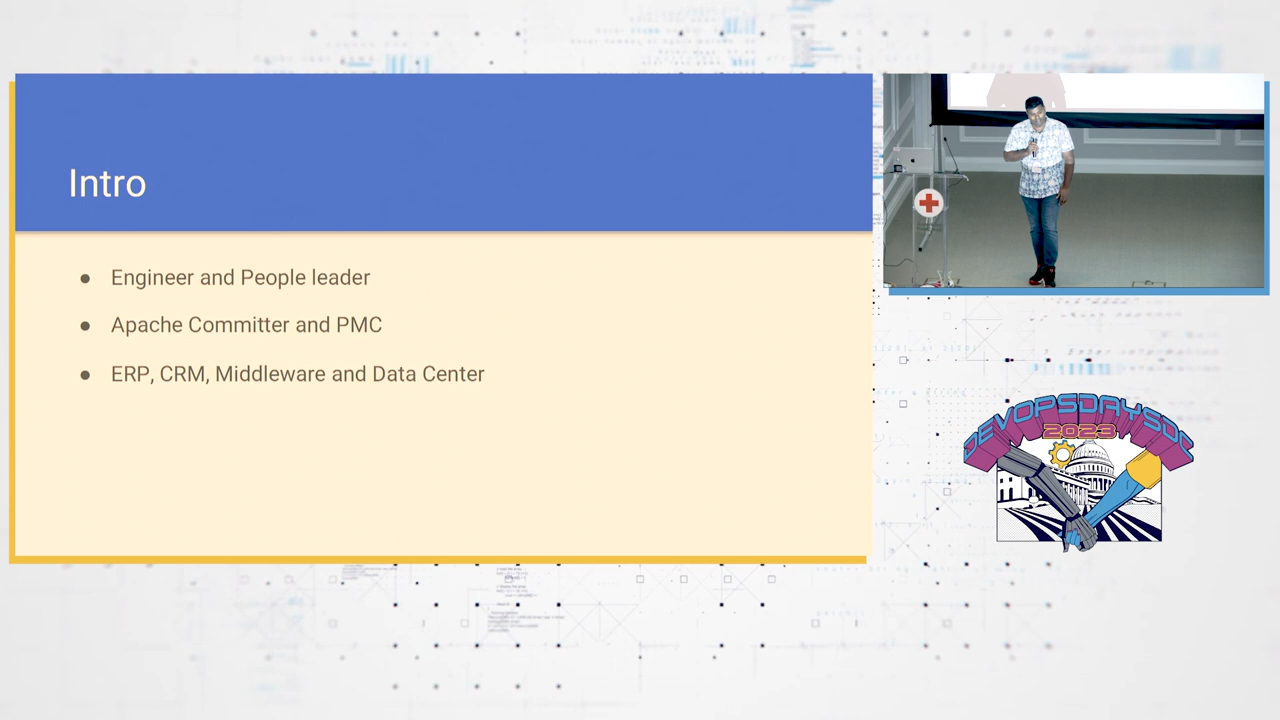 Intro
● Engineer and People leader
● Apache Committer and PMC
● ERP, CRM, Middleware and Data Center
DEVOPSDAYSDC
2023